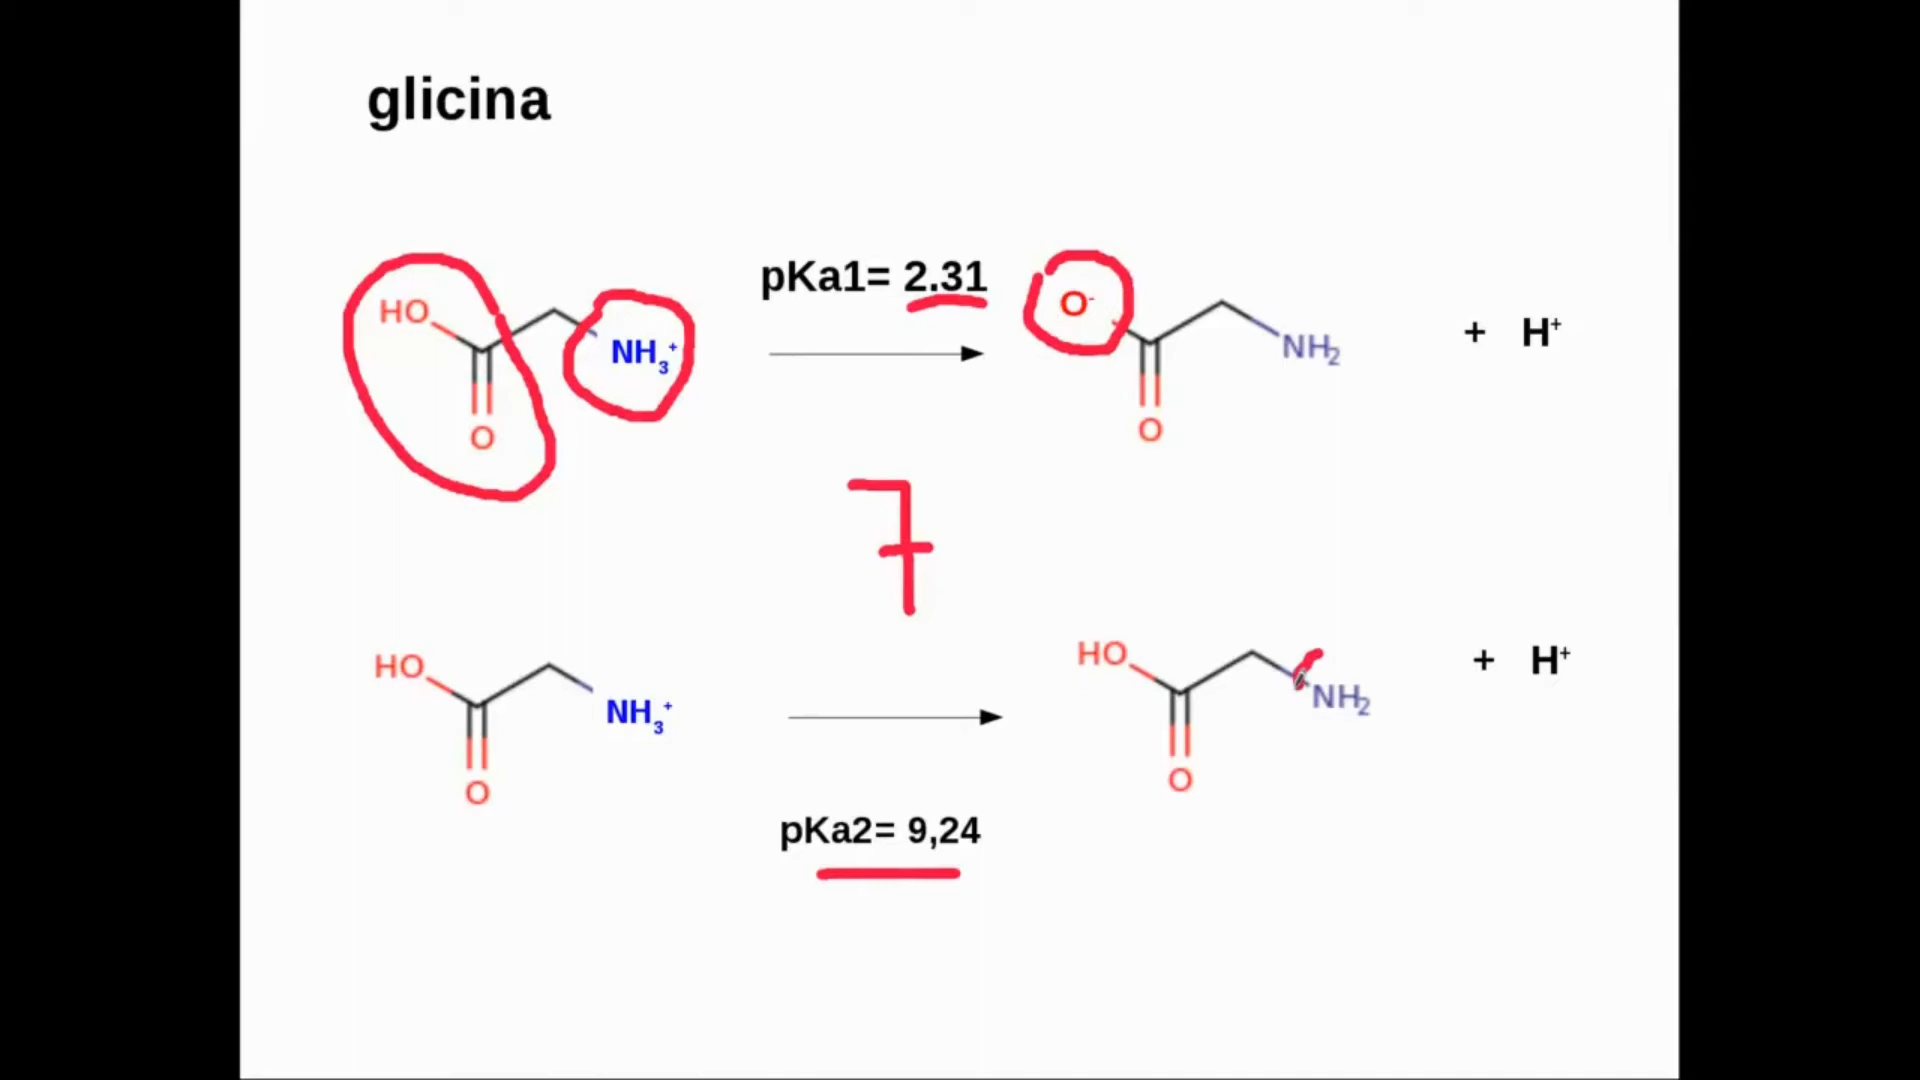 glicina
pKa1= 2.31
HO
NH₃⁺
O
O⁻
NH₂
O
+ H⁺
7
HO
NH₃⁺
O
HO
NH₂
O
+ H⁺
pKa2= 9,24